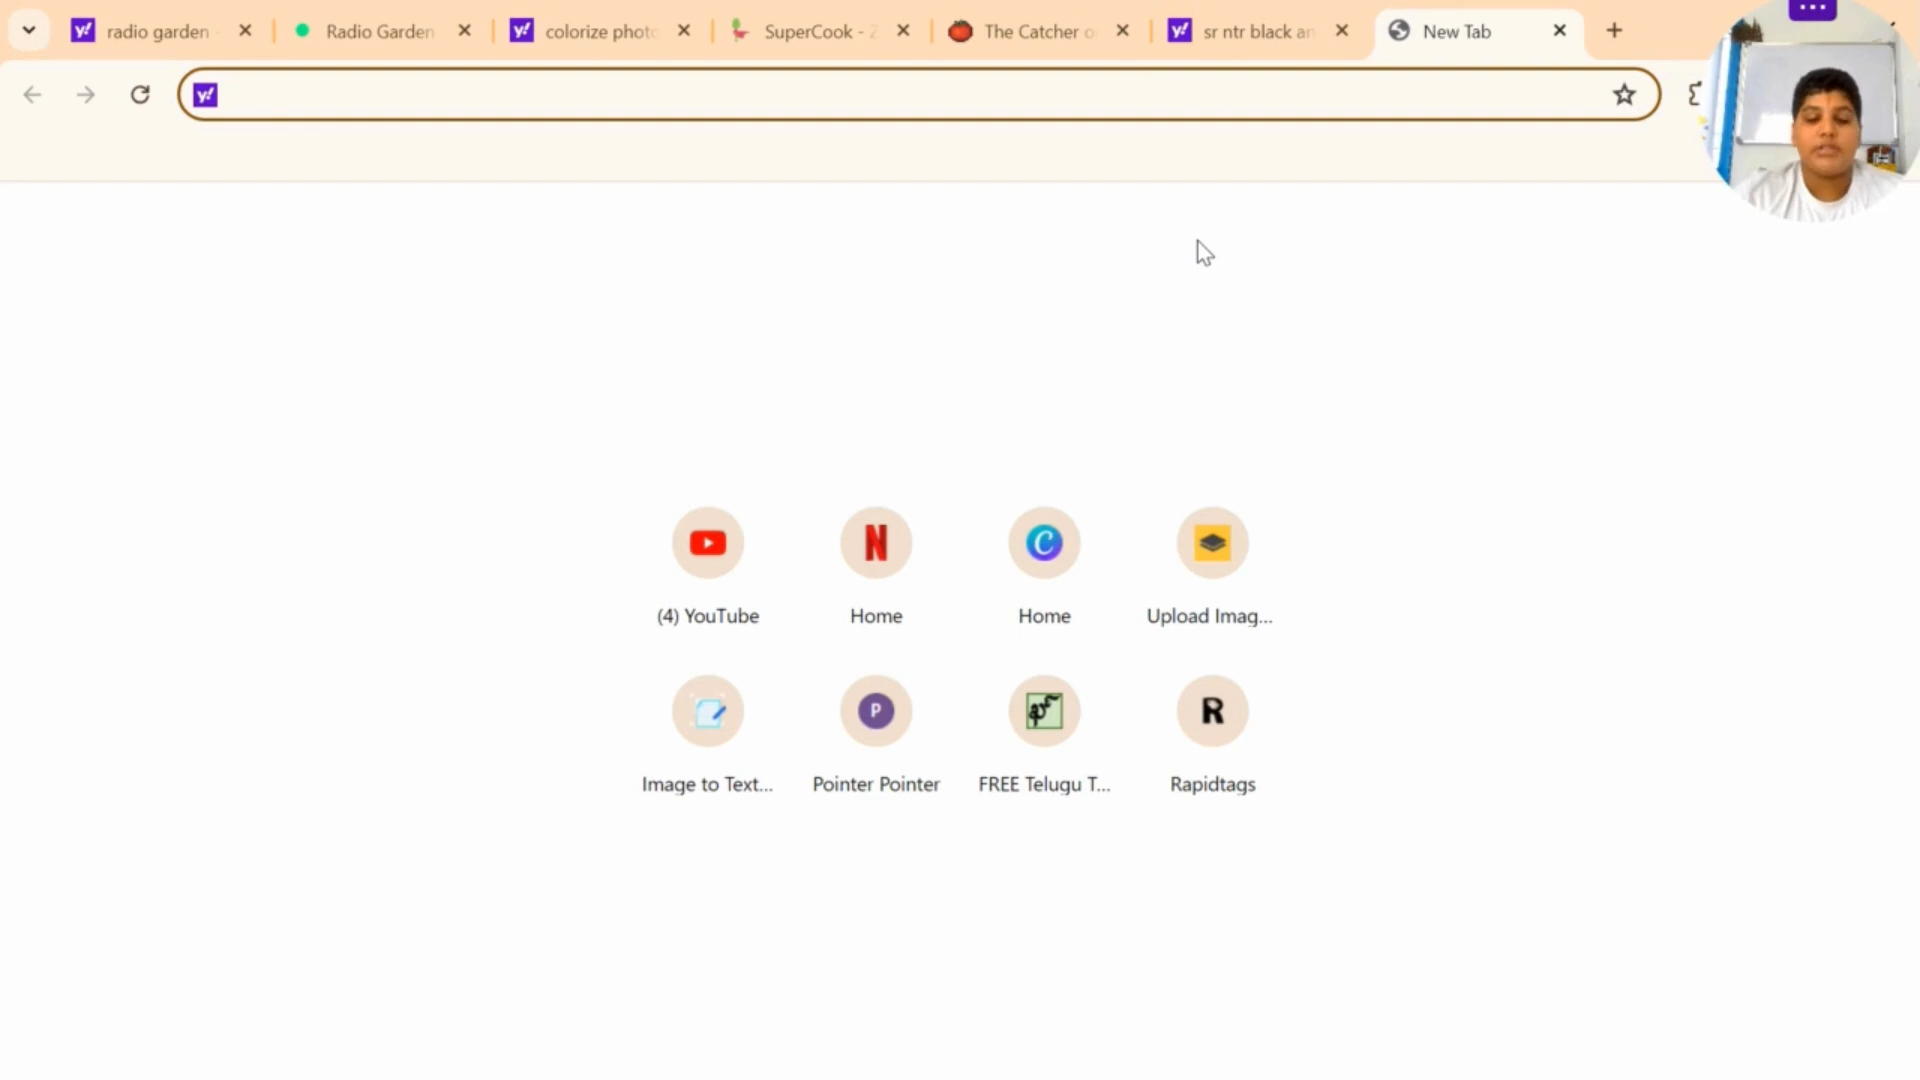 radio garden
Radio Garden
colorize phot
SuperCook -
The Catcher o
sr ntr black an
New Tab
(4) YouTube
Home
Home
Upload Imag...
Image to Text...
Pointer Pointer
FREE Telugu T...
Rapidtags